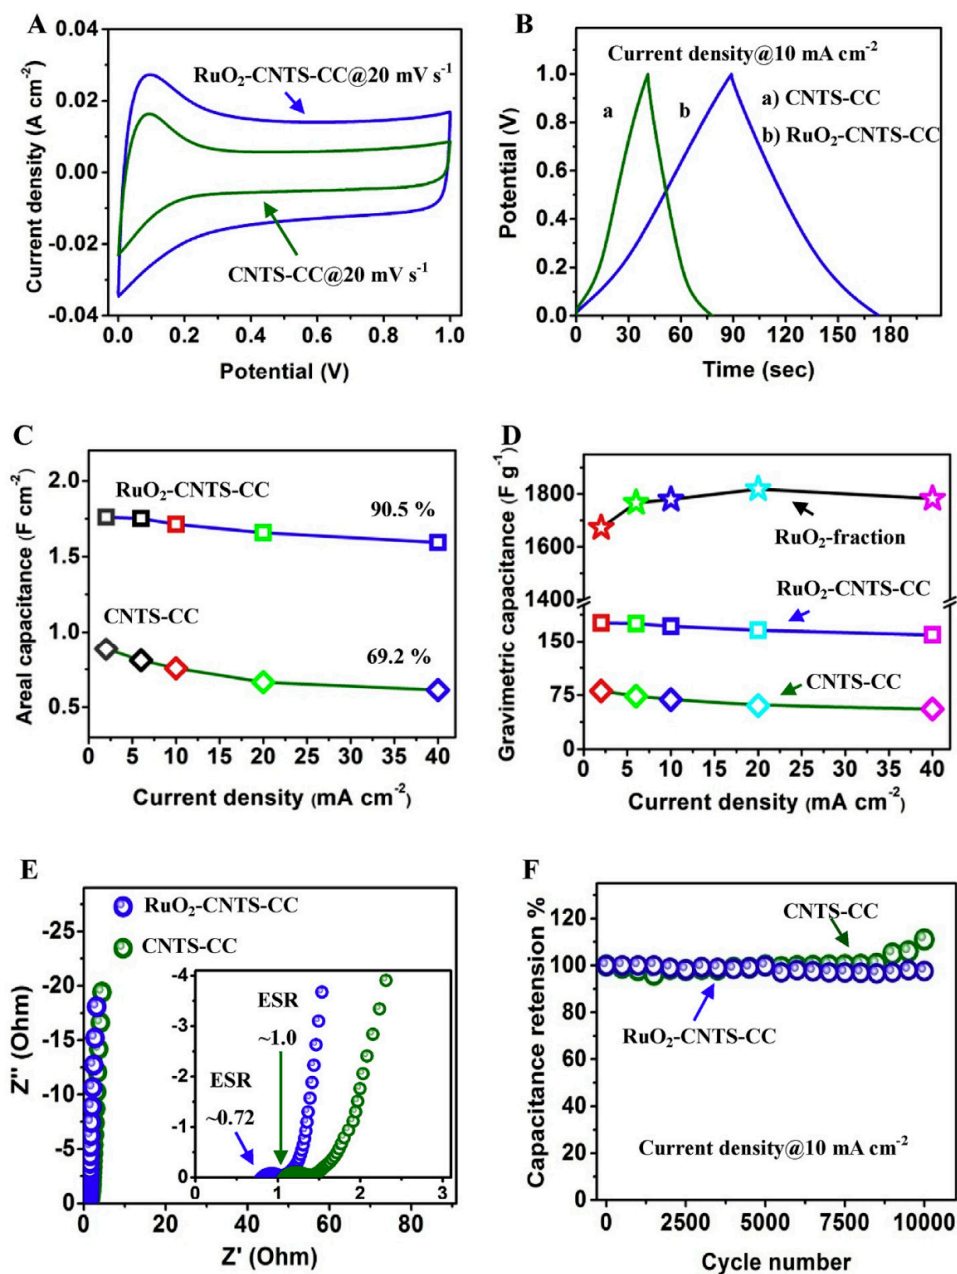 A
Current density (A cm⁻²)
0.04
0.02
0.00
-0.02
-0.04
RuO₂-CNTS-CC@20 mV s⁻¹
CNTS-CC@20 mV s⁻¹
0.0 0.2 0.4 0.6 0.8 1.0
Potential (V)
B
Potential (V)
1.0
0.8
0.6
0.4
0.2
0.0
Current density@10 mA cm⁻²
a b
a) CNTS-CC
b) RuO₂-CNTS-CC
0 30 60 90 120 150 180
Time (sec)
C
Areal capacitance (F cm⁻²)
2.0
1.5
1.0
0.5
RuO₂-CNTS-CC
90.5 %
CNTS-CC
69.2 %
0 5 10 15 20 25 30 35 40
Current density (mA cm⁻²)
D
Gravimetric capacitance (F g⁻¹)
1800
1600
1400
150
75
0
RuO₂-fraction
RuO₂-CNTS-CC
CNTS-CC
0 5 10 15 20 25 30 35 40
Current density (mA cm⁻²)
E
Z'' (Ohm)
-25
-20
-15
-10
-5
0
RuO₂-CNTS-CC
CNTS-CC
-4
-3
-2
-1
0
ESR
~1.0
ESR
~0.72
0 1 2 3
0 20 40 60 80
Z' (Ohm)
F
Capacitance retension %
120
100
80
60
40
20
0
CNTS-CC
RuO₂-CNTS-CC
Current density@10 mA cm⁻²
0 2500 5000 7500 10000
Cycle number